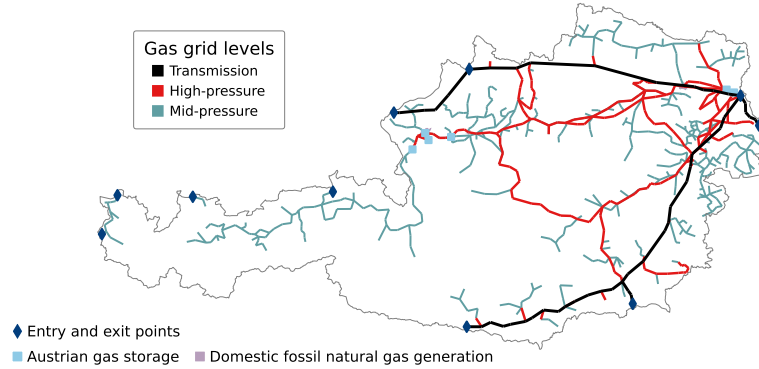 Gas grid levels
Transmission
High-pressure
Mid-pressure
Entry and exit points
Austrian gas storage
Domestic fossil natural gas generation